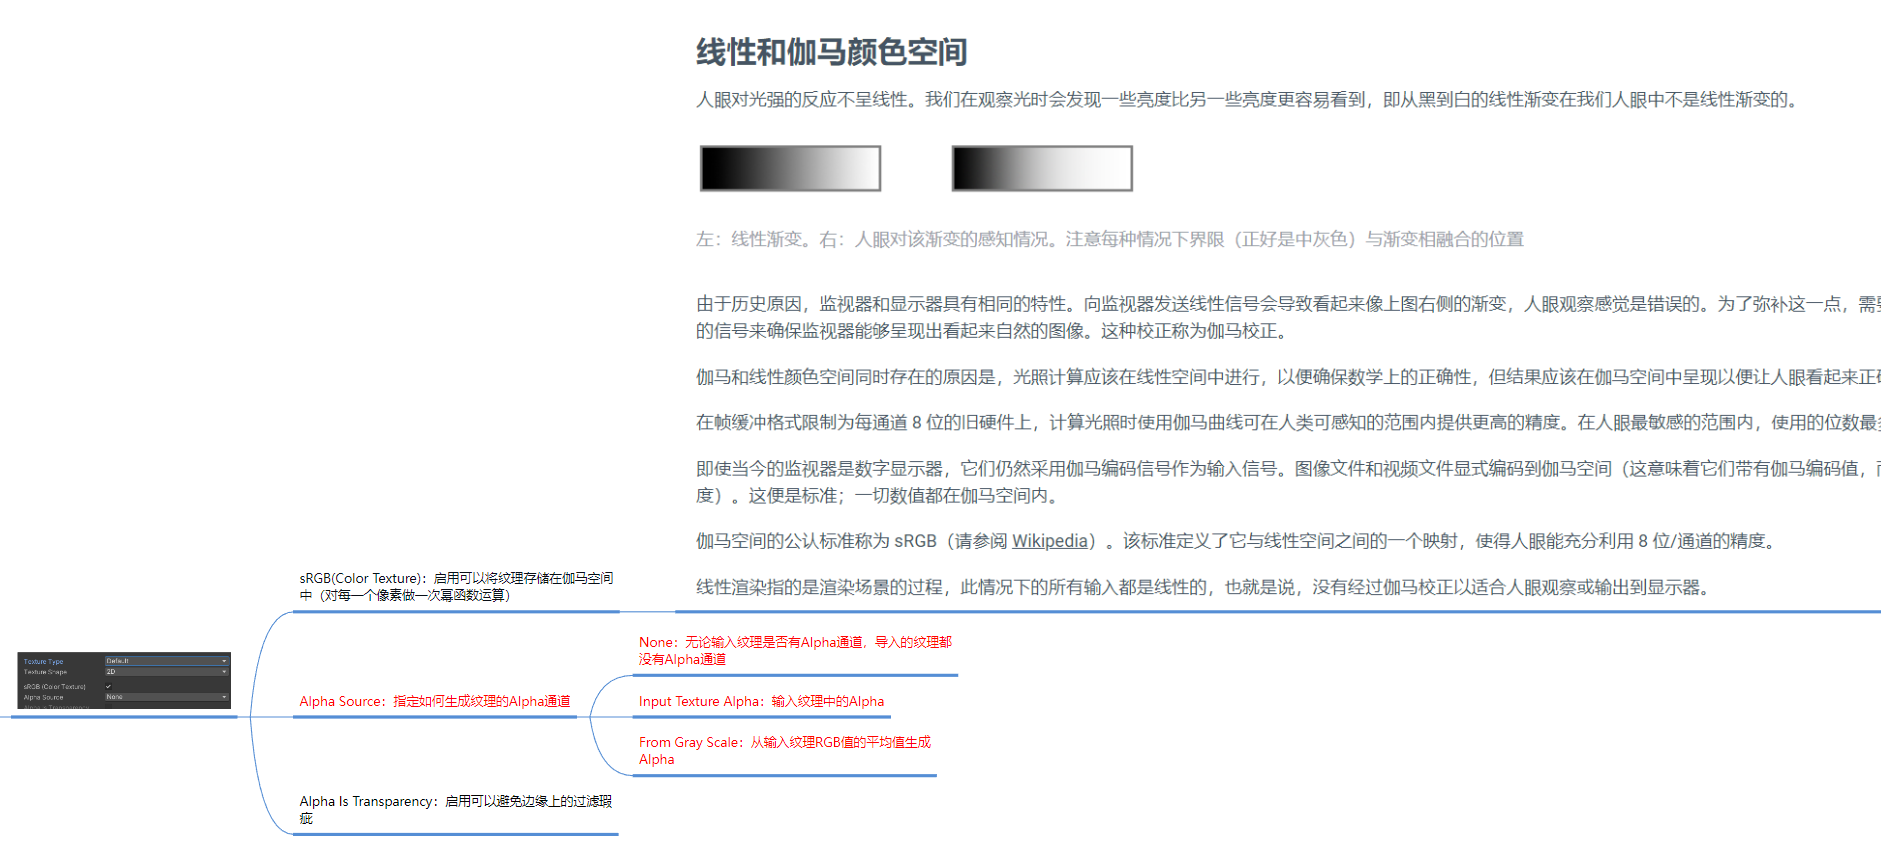 线性和伽马颜色空间
人眼对光强的反应不呈线性。我们在观察光时会发现一些亮度比另一些亮度更容易看到，即从黑到白的线性渐变在我们人眼中不是线性渐变的。
左：线性渐变。右：人眼对该渐变的感知情况。注意每种情况下界限（正好是中灰色）与渐变相融合的位置
由于历史原因，监视器和显示器具有相同的特性。向监视器发送线性信号会导致看起来像上图右侧的渐变，人眼观察感觉是错误的。为了弥补这一点，需
的信号来确保监视器能够呈现出看起来自然的图像。这种校正称为伽马校正。
伽马和线性颜色空间同时存在的原因是，光照计算应该在线性空间中进行，以便确保数学上的正确性，但结果应该在伽马空间中呈现以便让人眼看起来正
在帧缓冲格式限制为每通道 8 位的旧硬件上，计算光照时使用伽马曲线可在人类可感知的范围内提供更高的精度。在人眼最敏感的范围内，使用的位数最
即使当今的监视器是数字显示器，它们仍然采用伽马编码信号作为输入信号。图像文件和视频文件显式编码到伽马空间（这意味着它们带有伽马编码值，
度）。这便是标准；一切数值都在伽马空间内。
伽马空间的公认标准称为 sRGB（请参阅 Wikipedia）。该标准定义了它与线性空间之间的一个映射，使得人眼能充分利用 8 位/通道的精度。
线性渲染指的是渲染场景的过程，此情况下的所有输入都是线性的，也就是说，没有经过伽马校正以适合人眼观察或输出到显示器。
sRGB(Color Texture)：启用可以将纹理存储在伽马空间
中（对每一个像素做一次幂函数运算）
None：无论输入纹理是否有Alpha通道，导入的纹理都
没有Alpha通道
Texture Type Default
Texture Shape 2D
sRGB (Color Texture)
Alpha Source None
Alpha Is Transparency
Alpha Source：指定如何生成纹理的Alpha通道
Input Texture Alpha：输入纹理中的Alpha
From Gray Scale：从输入纹理RGB值的平均值生成
Alpha
Alpha Is Transparency：启用可以避免边缘上的过滤瑕
疵